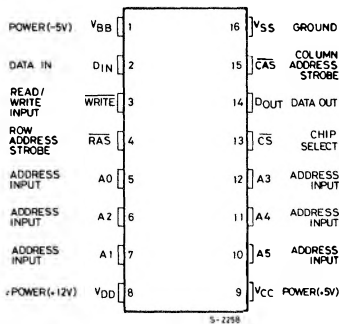 POWER(-5V) VBB 1 16 VSS GROUND
DATA IN DIN 2 15 CAS COLUMN ADDRESS STROBE
READ/ WRITE INPUT WRITE 3 14 DOUT DATA OUT
ROW ADDRESS STROBE RAS 4 13 CS CHIP SELECT
ADDRESS INPUT A0 5 12 A3 ADDRESS INPUT
ADDRESS INPUT A2 6 11 A4 ADDRESS INPUT
ADDRESS INPUT A1 7 10 A5 ADDRESS INPUT
POWER(+12V) VDD 8 9 VCC POWER(+5V)
S-2258